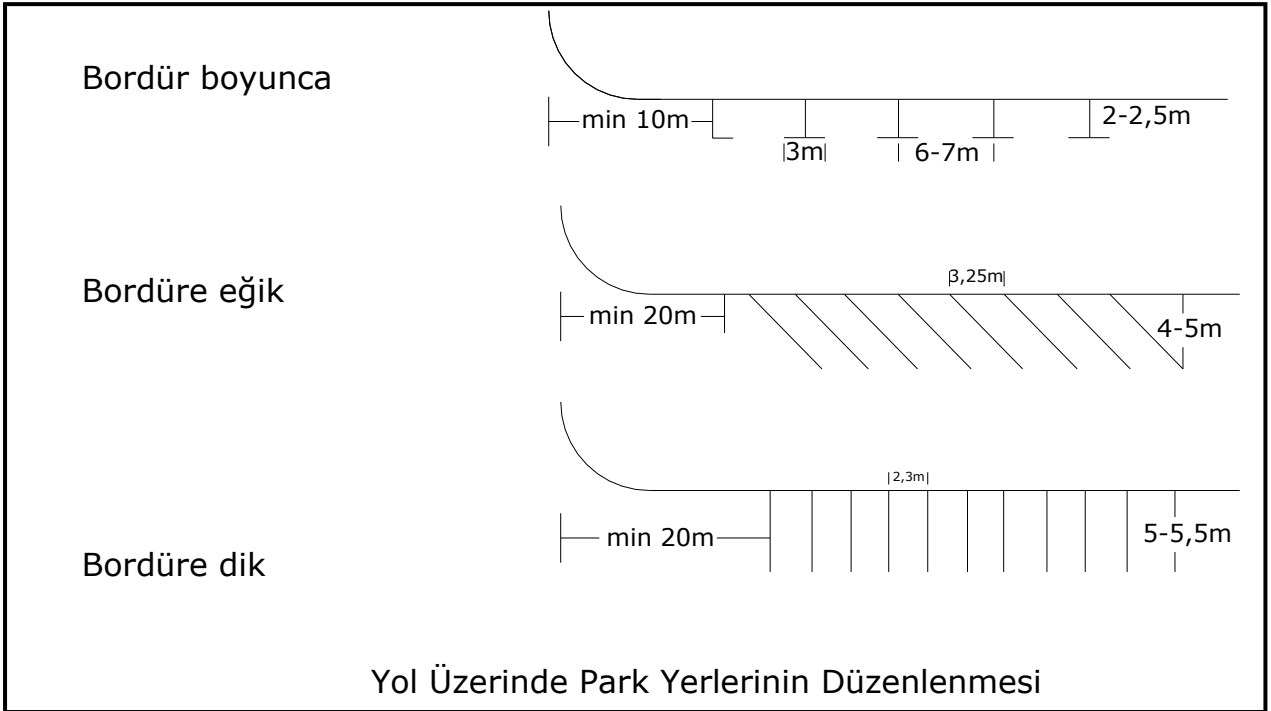 Bordür boyunca
min 10m
2-2,5m
3m
6-7m
Bordüre eğik
3,25m
min 20m
4-5m
2,3m
min 20m
5-5,5m
Bordüre dik
Yol Üzerinde Park Yerlerinin Düzenlenmesi